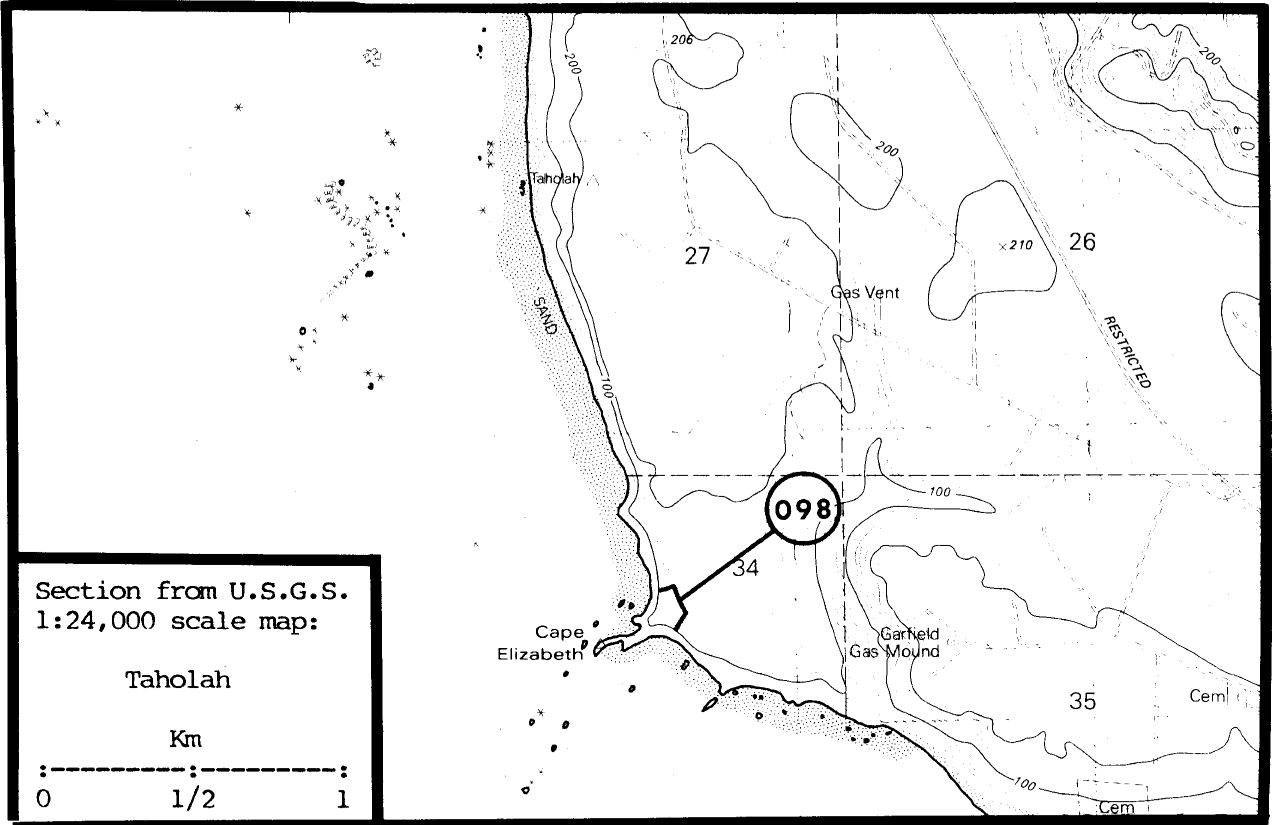 206
200
200
Taholah
200
27
×210
26
Gas Vent
SAND
RESTRICTED
100
100
098
34
Section from U.S.G.S.
1:24,000 scale map:
Taholah
Km
0 1/2 1
Cape
Elizabeth
Garfield
Gas Mound
35
Cem
100
Cem